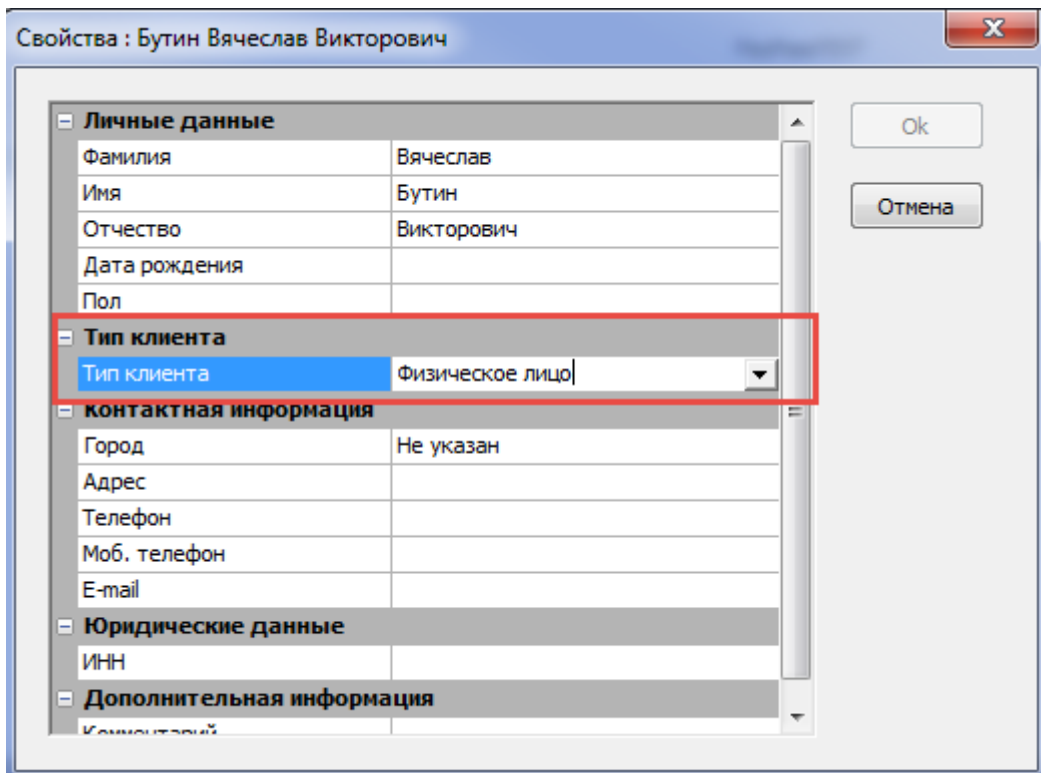 Свойства : Бутин Вячеслав Викторович
Личные данные
Ok
Фамилия Вячеслав
Имя Бутин
Отмена
Отчество Викторович
Дата рождения
Пол
Тип клиента
Тип клиента Физическое лицо
Контактная информация
Город Не указан
Адрес
Телефон
Моб. телефон
E-mail
Юридические данные
ИНН
Дополнительная информация
Комментарий